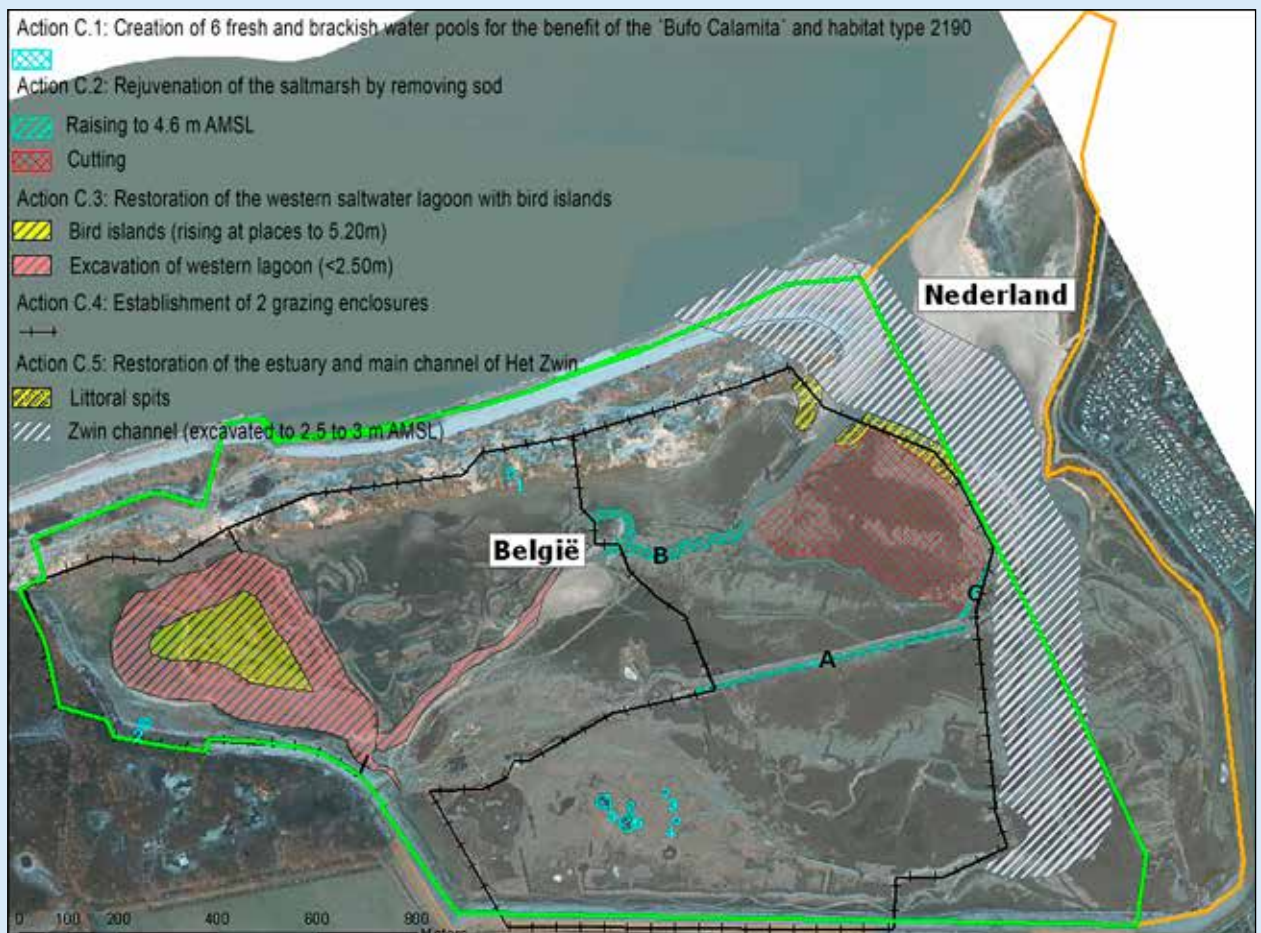 Action C.1: Creation of 6 fresh and brackish water pools for the benefit of the ´Bufo Calamita´ and habitat type 2190
Action C.2: Rejuvenation of the saltmarsh by removing sod
Raising to 4.6 m AMSL
Cutting
Action C.3: Restoration of the western saltwater lagoon with bird islands
Bird islands (rising at places to 5.20m)
Excavation of western lagoon (<2.50m)
Action C.4: Establishment of 2 grazing enclosures
Action C.5: Restoration of the estuary and main channel of Het Zwin
Littoral spits
Zwin channel (excavated to 2.5 to 3 m AMSL)
Nederland
België
B
C
A
0 100 200 400 600 800